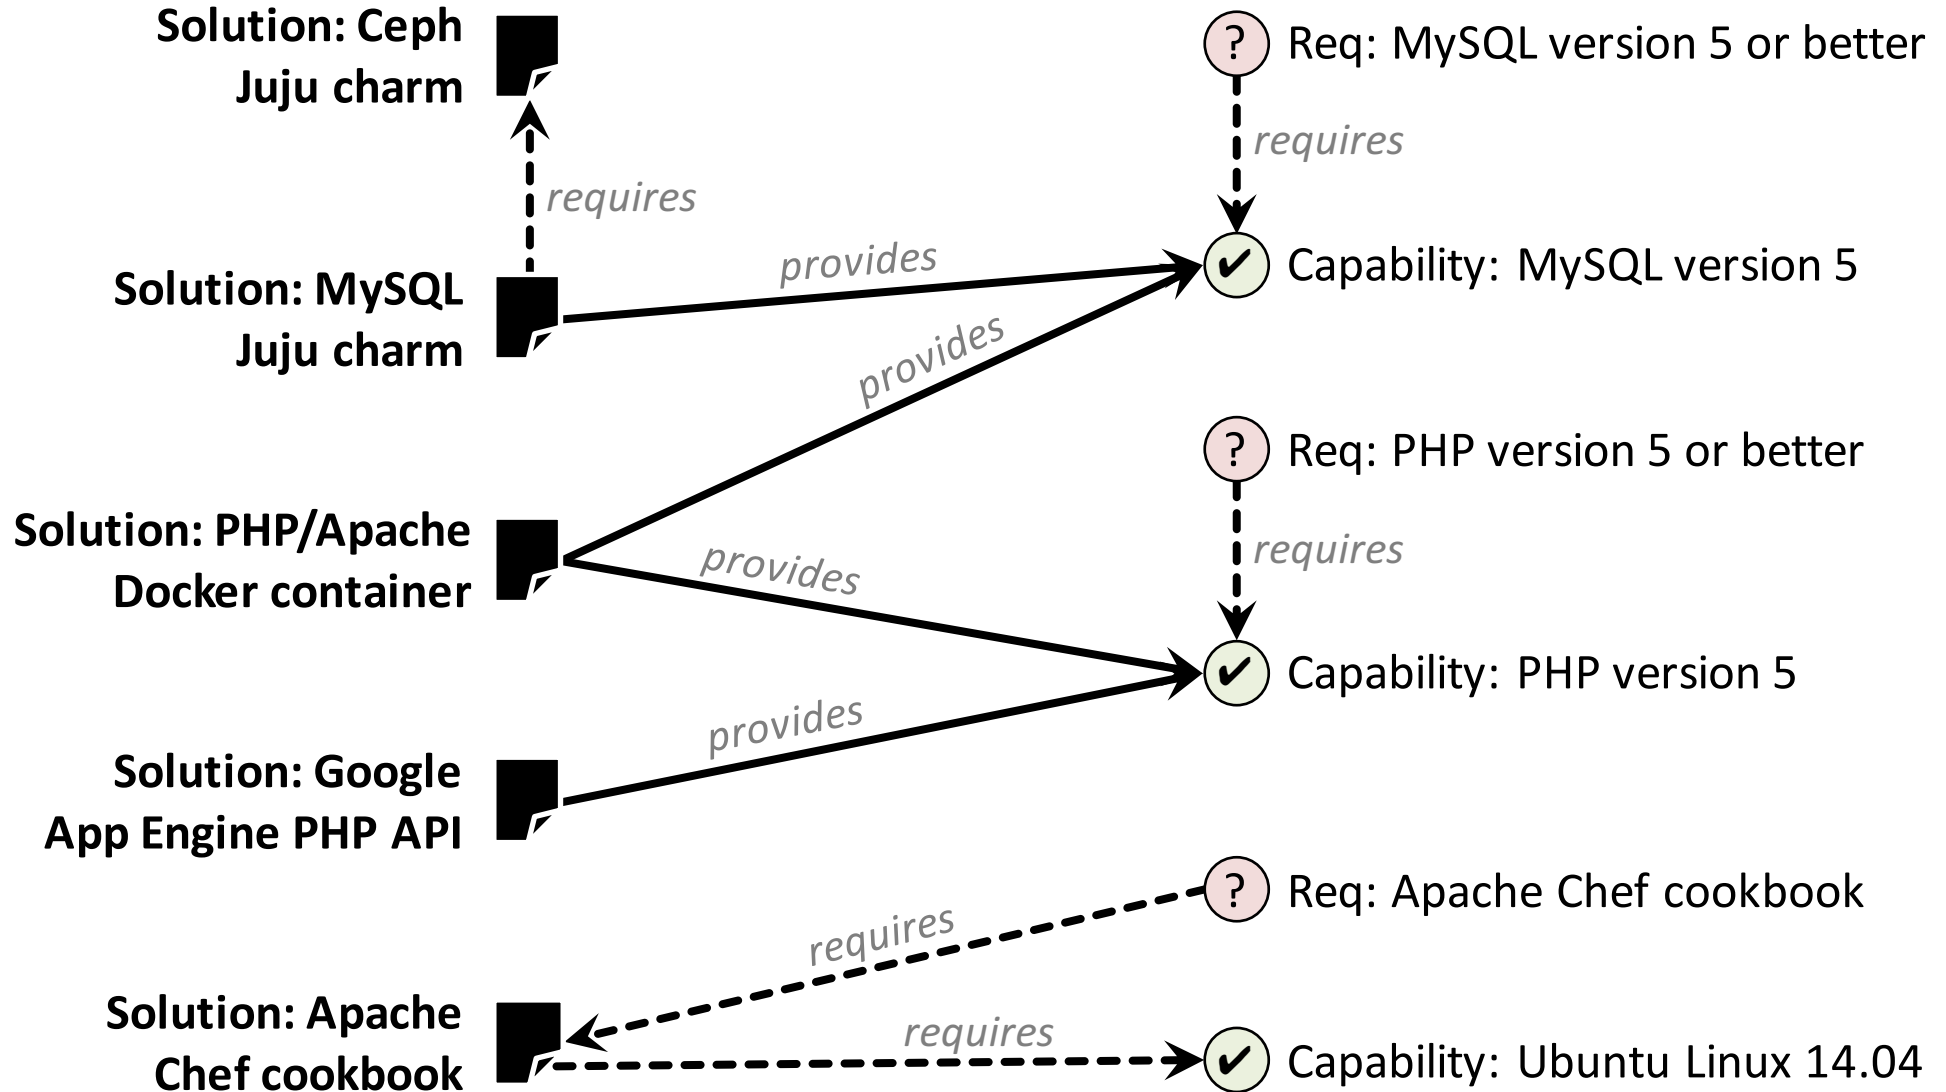 Solution: Ceph
Juju charm
? Req: MySQL version 5 or better
requires
requires
Solution: MySQL
Juju charm
provides
Capability: MySQL version 5
provides
? Req: PHP version 5 or better
Solution: PHP/Apache
Docker container
provides
requires
Capability: PHP version 5
provides
Solution: Google
App Engine PHP API
? Req: Apache Chef cookbook
requires
Solution: Apache
Chef cookbook
requires
Capability: Ubuntu Linux 14.04